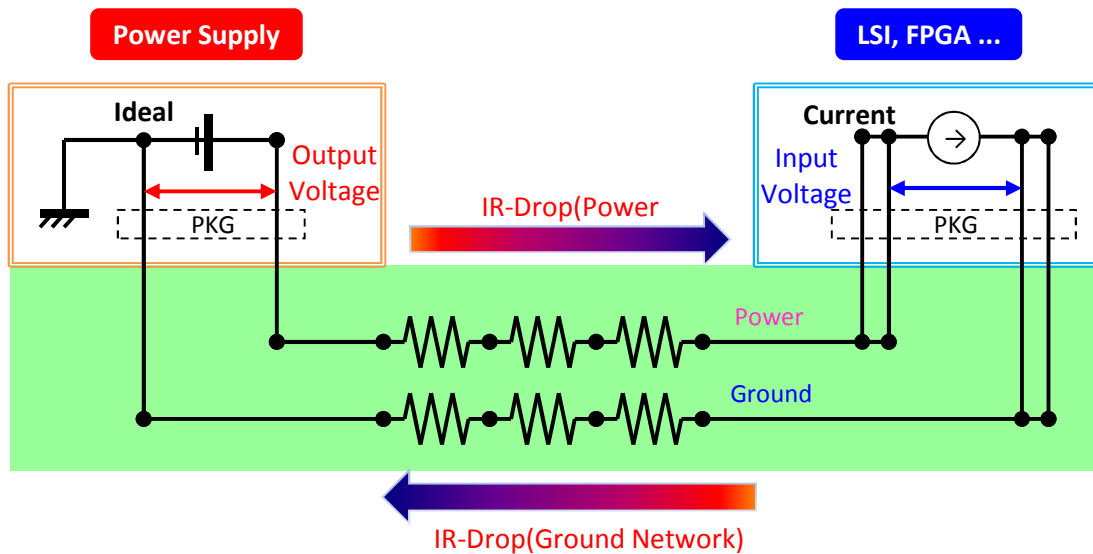 Power Supply
LSI, FPGA ...
Ideal
Output
Voltage
PKG
Current
Input
Voltage
PKG
IR-Drop(Power
Power
Ground
IR-Drop(Ground Network)